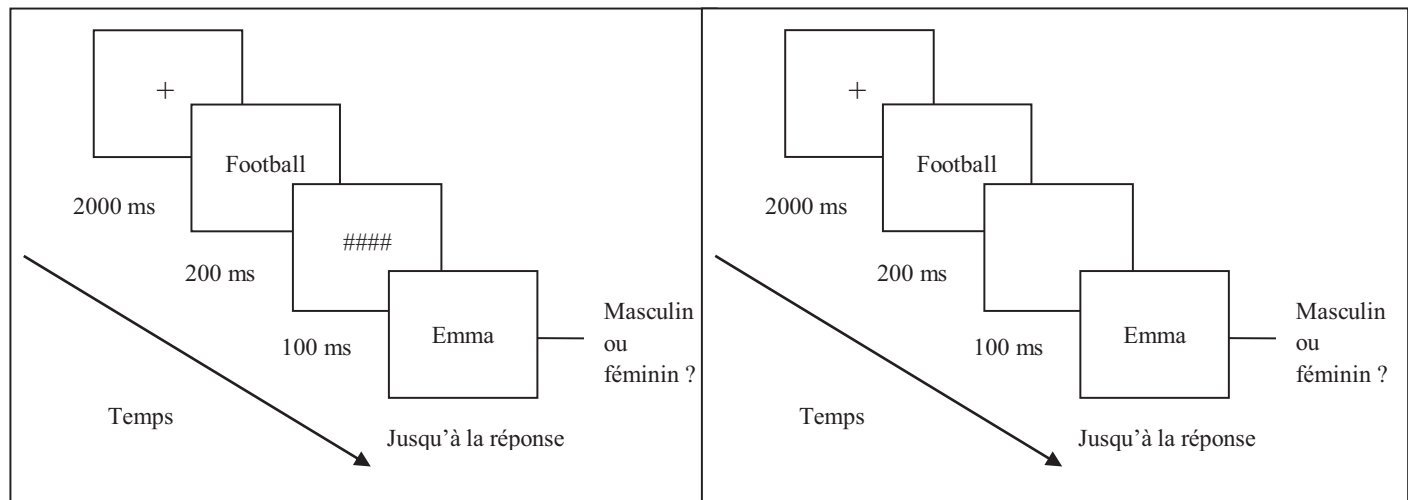 +
Football
2000 ms
####
200 ms
Emma
100 ms
Masculin
ou
féminin ?
Temps
Jusqu’à la réponse
+
Football
2000 ms
200 ms
Emma
100 ms
Masculin
ou
féminin ?
Temps
Jusqu’à la réponse